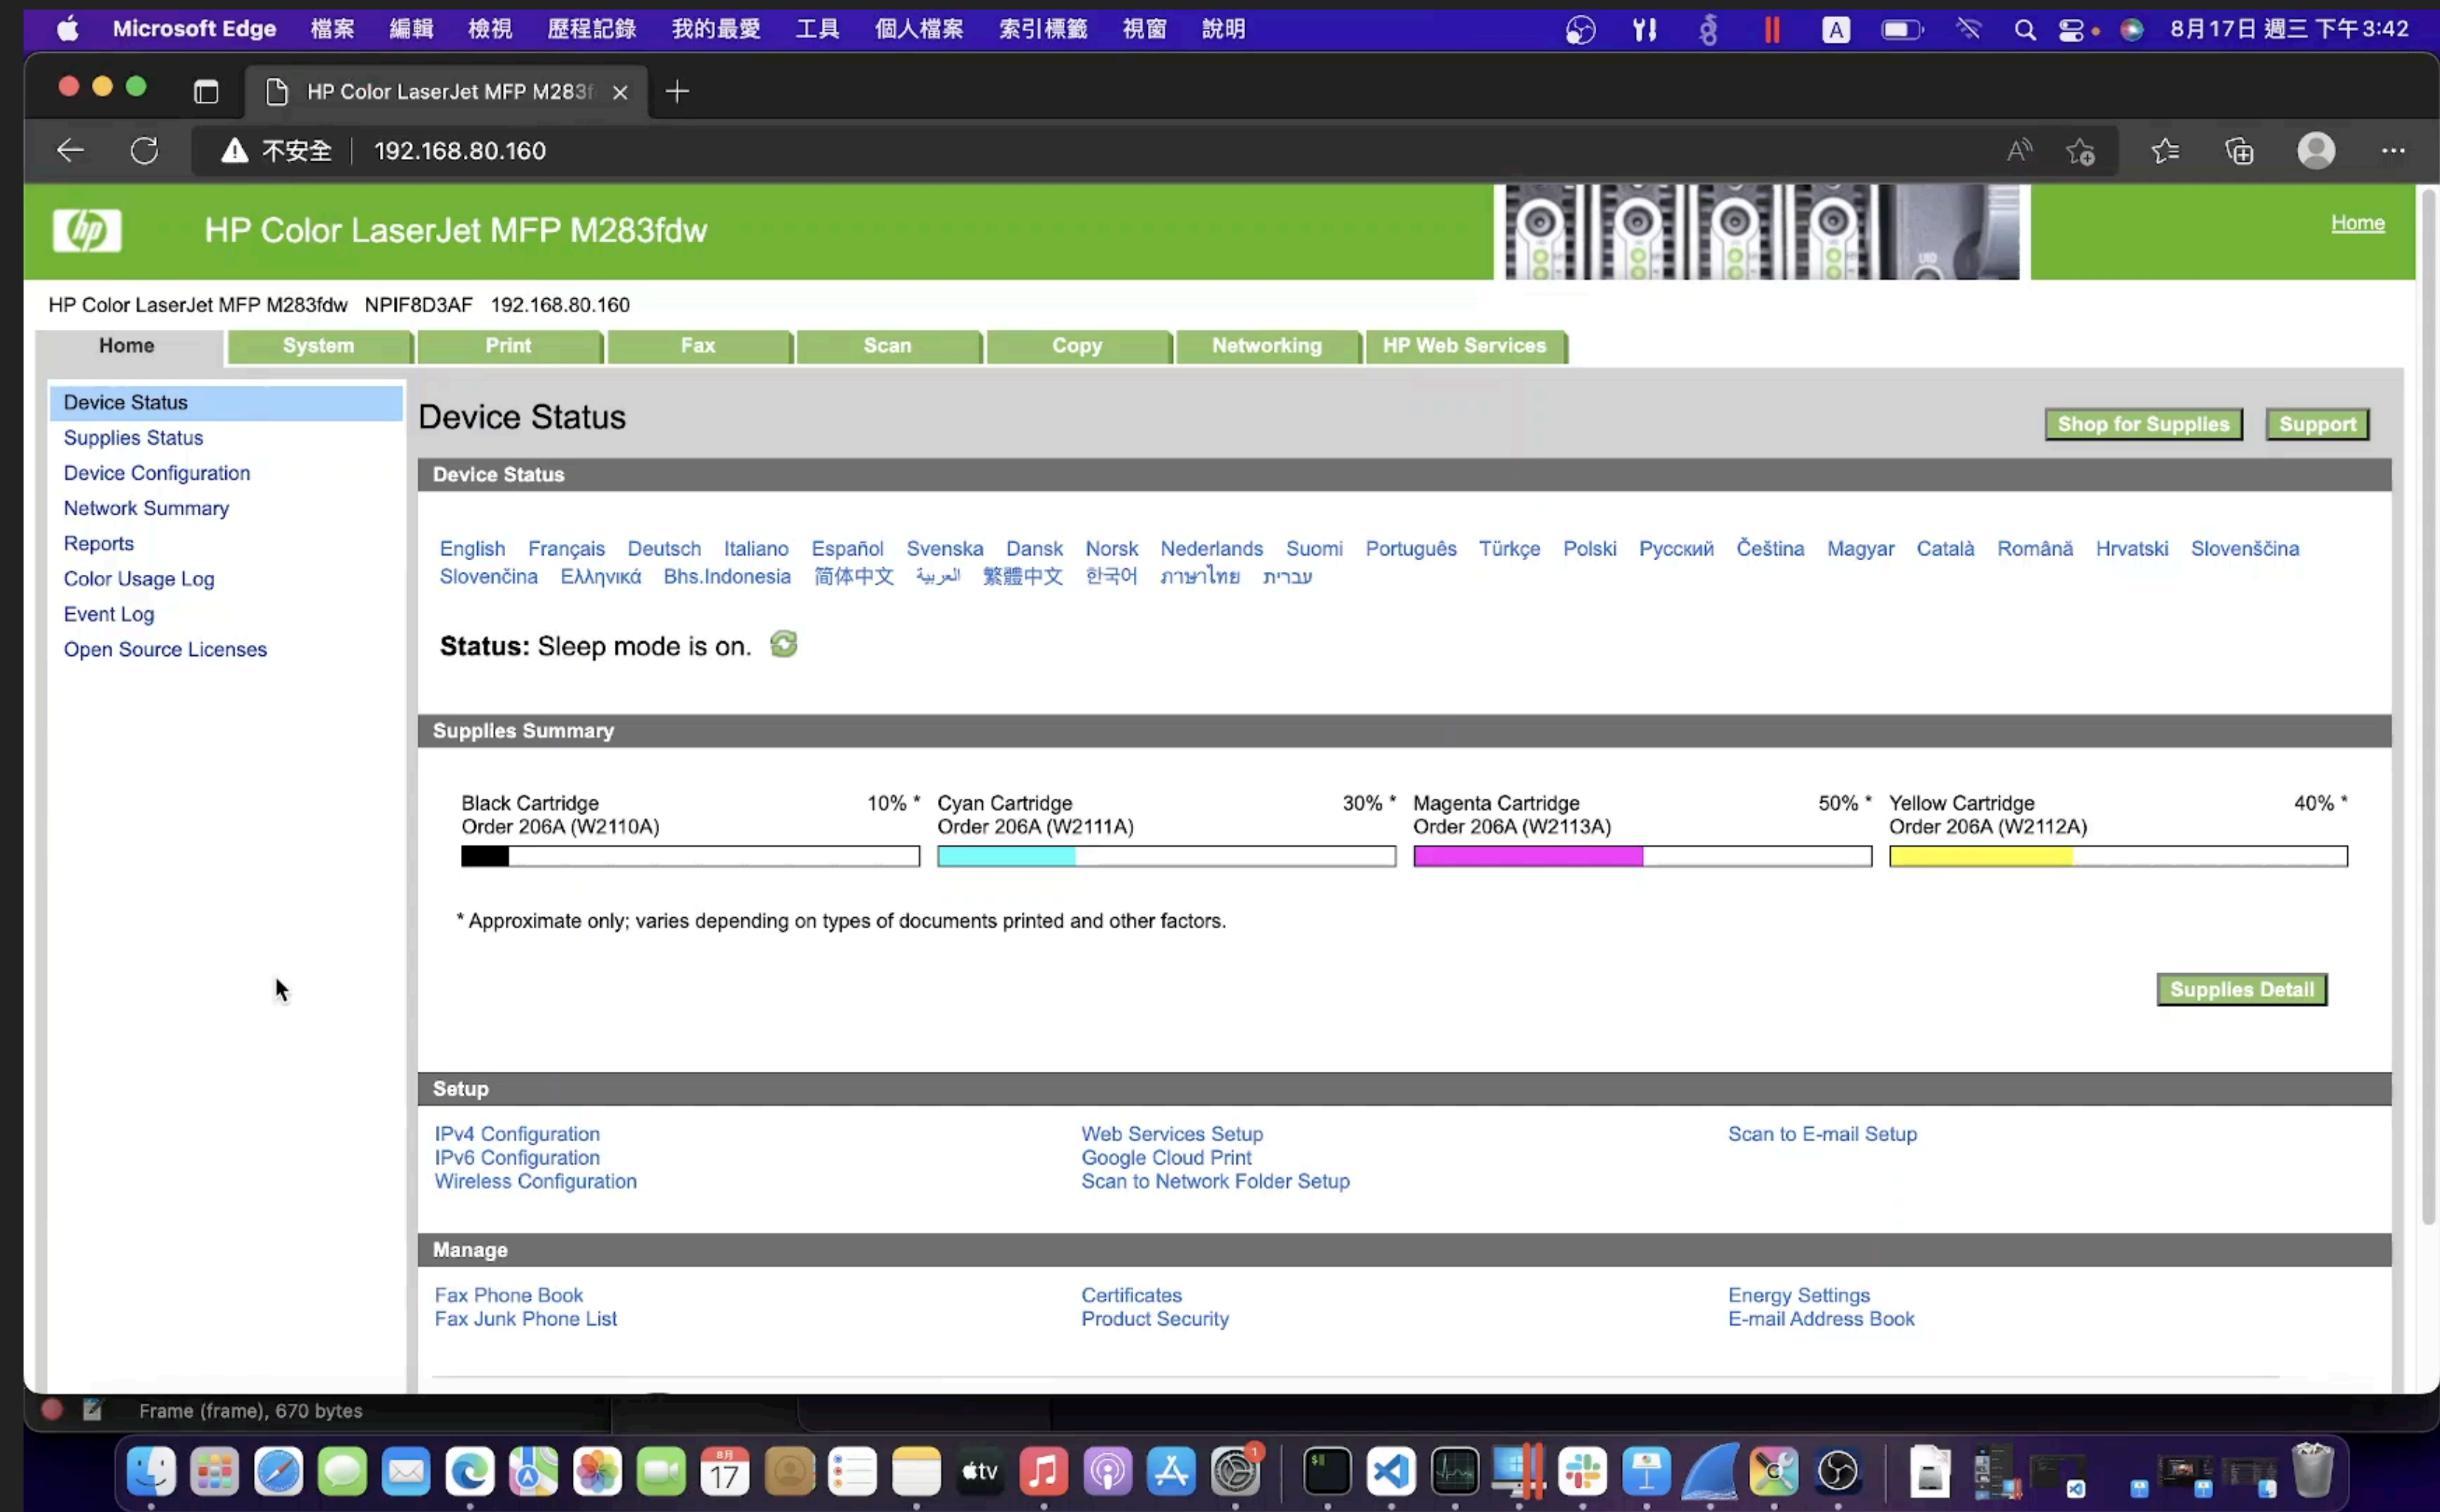 Microsoft Edge 檔案 編輯 檢視 歷程記錄 我的最愛 工具 個人檔案 索引標籤 視窗 說明 A 8月17日 週三 下午3:42
HP Color LaserJet MFP M283f
不安全 192.168.80.160
hp HP Color LaserJet MFP M283fdw Home
HP Color LaserJet MFP M283fdw NPIF8D3AF 192.168.80.160
Home System Print Fax Scan Copy Networking HP Web Services
Device Status
Supplies Status
Device Configuration
Network Summary
Reports
Color Usage Log
Event Log
Open Source Licenses
Device Status Shop for Supplies Support
Device Status
English Français Deutsch Italiano Español Svenska Dansk Norsk Nederlands Suomi Português Türkçe Polski Русский Čeština Magyar Català Română Hrvatski Slovenščina
Slovenčina Ελληνικά Bhs.Indonesia 简体中文 العربية 繁體中文 한국어 ภาษาไทย עברית
Status: Sleep mode is on.
Supplies Summary
Black Cartridge 10% * Cyan Cartridge 30% * Magenta Cartridge 50% * Yellow Cartridge 40% *
Order 206A (W2110A) Order 206A (W2111A) Order 206A (W2113A) Order 206A (W2112A)
* Approximate only; varies depending on types of documents printed and other factors.
Supplies Detail
Setup
IPv4 Configuration Web Services Setup Scan to E-mail Setup
IPv6 Configuration Google Cloud Print
Wireless Configuration Scan to Network Folder Setup
Manage
Fax Phone Book Certificates Energy Settings
Fax Junk Phone List Product Security E-mail Address Book
Frame (frame), 670 bytes
8月
17
tv
1